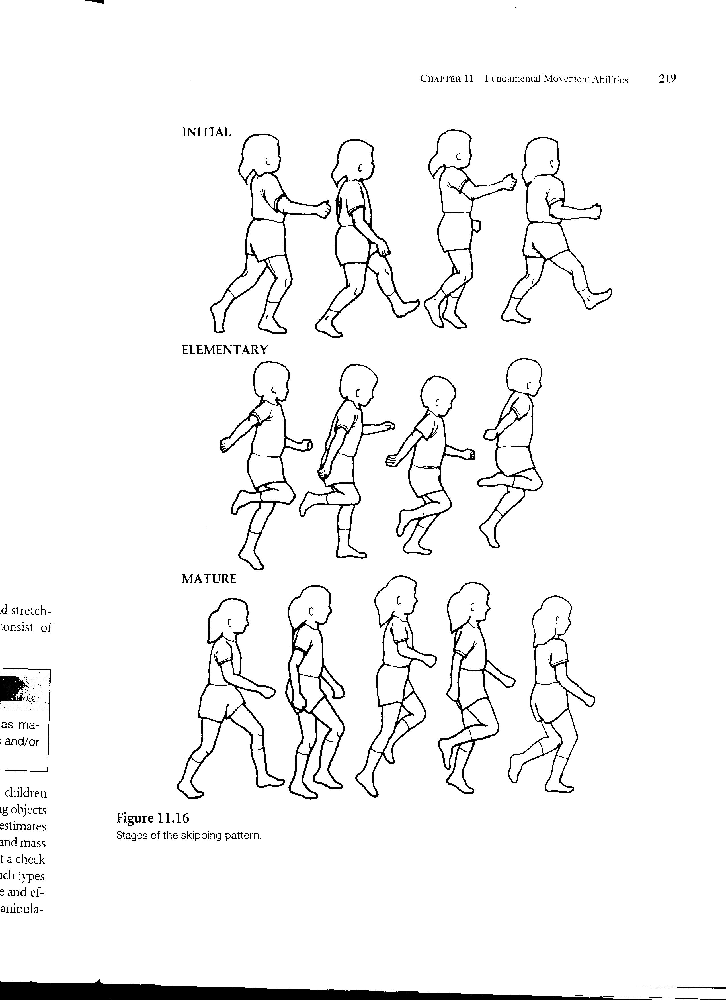 CHAPTER 11 Fundamental Movement Abilities 219
INITIAL
ELEMENTARY
MATURE
d stretch-
consist of
as ma-
and/or
children
objects
estimates
and mass
t a check
types
and ef-
anipula-
Figure 11.16
Stages of the skipping pattern.